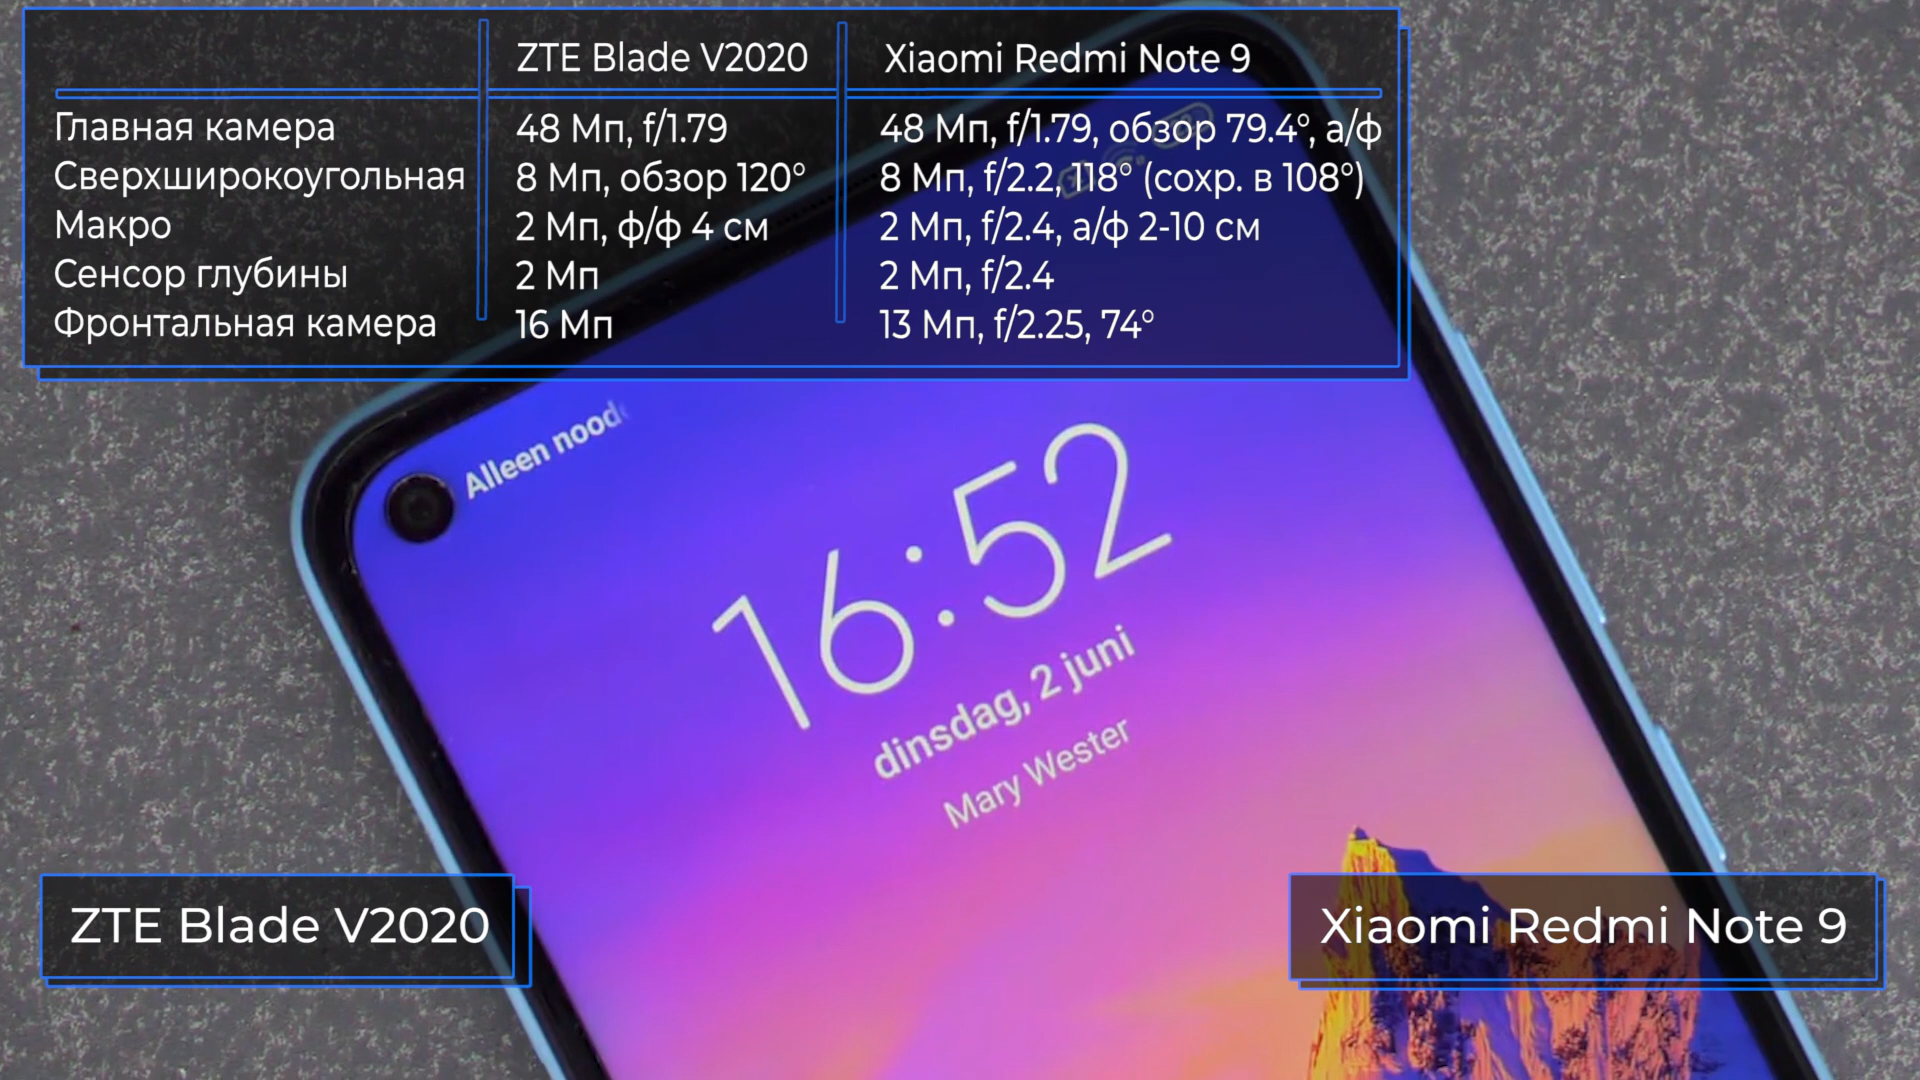 ZTE Blade V2020 Xiaomi Redmi Note 9
Главная камера 48 Мп, f/1.79 48 Мп, f/1.79, обзор 79.4°, а/ф
Сверхширокоугольная 8 Мп, обзор 120° 8 Мп, f/2.2, 118° (сохр. в 108°)
Макро 2 Мп, ф/ф 4 см 2 Мп, f/2.4, а/ф 2-10 см
Сенсор глубины 2 Мп 2 Мп, f/2.4
Фронтальная камера 16 Мп 13 Мп, f/2.25, 74°
Alleen nood
16:52
dinsdag, 2 juni
Mary Wester
ZTE Blade V2020
Xiaomi Redmi Note 9